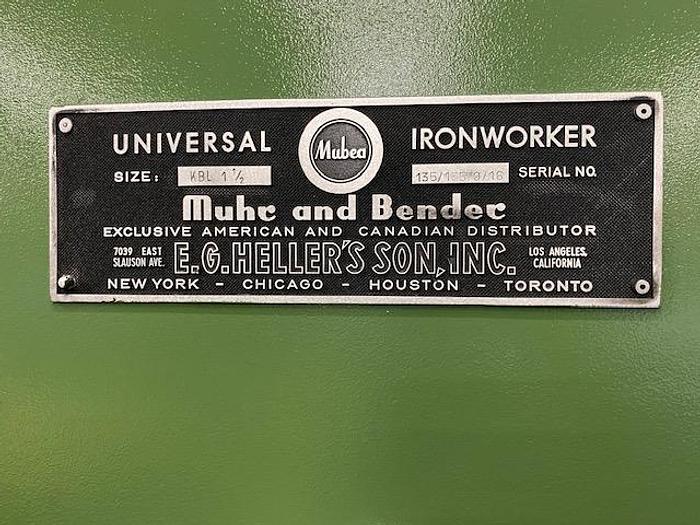 UNIVERSAL Mubea IRONWORKER
SIZE: KBL 1 1/2 SERIAL NO.
Muhr and Bender
EXCLUSIVE AMERICAN AND CANADIAN DISTRIBUTOR
7039 EAST SLAUSON AVE. E.G.HELLER'S SON, INC. LOS ANGELES, CALIFORNIA
NEW YORK - CHICAGO - HOUSTON - TORONTO